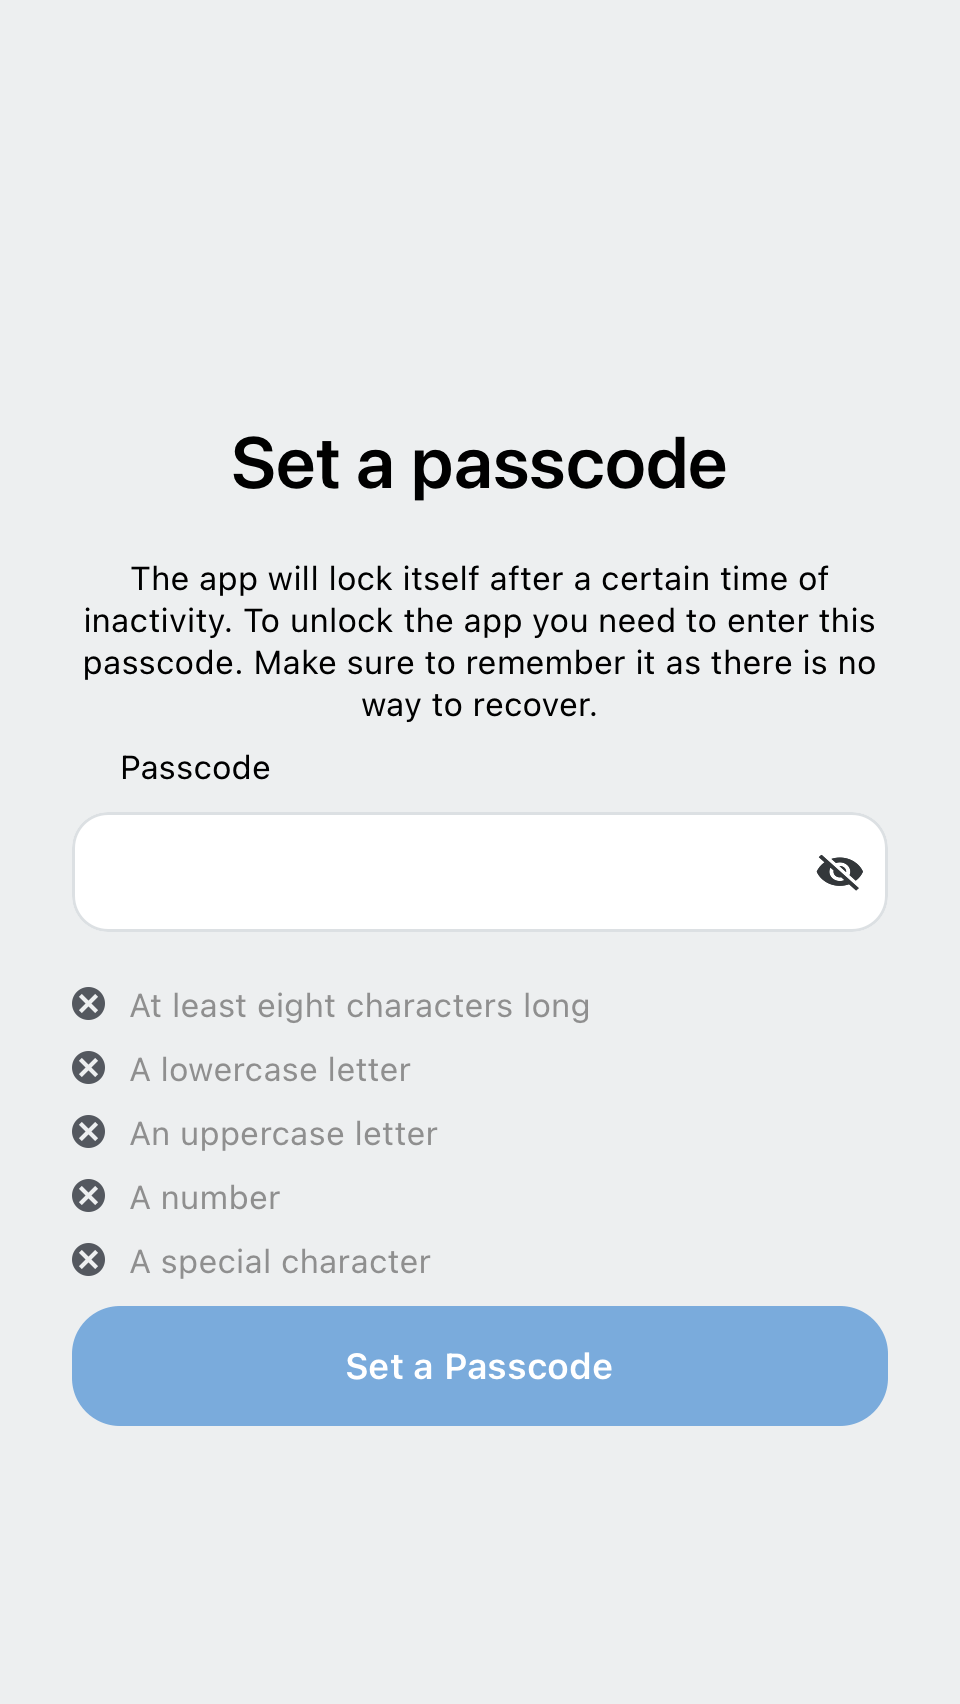 Set a passcode
The app will lock itself after a certain time of
inactivity. To unlock the app you need to enter this
passcode. Make sure to remember it as there is no
way to recover.
Passcode
At least eight characters long
A lowercase letter
An uppercase letter
A number
A special character
Set a Passcode